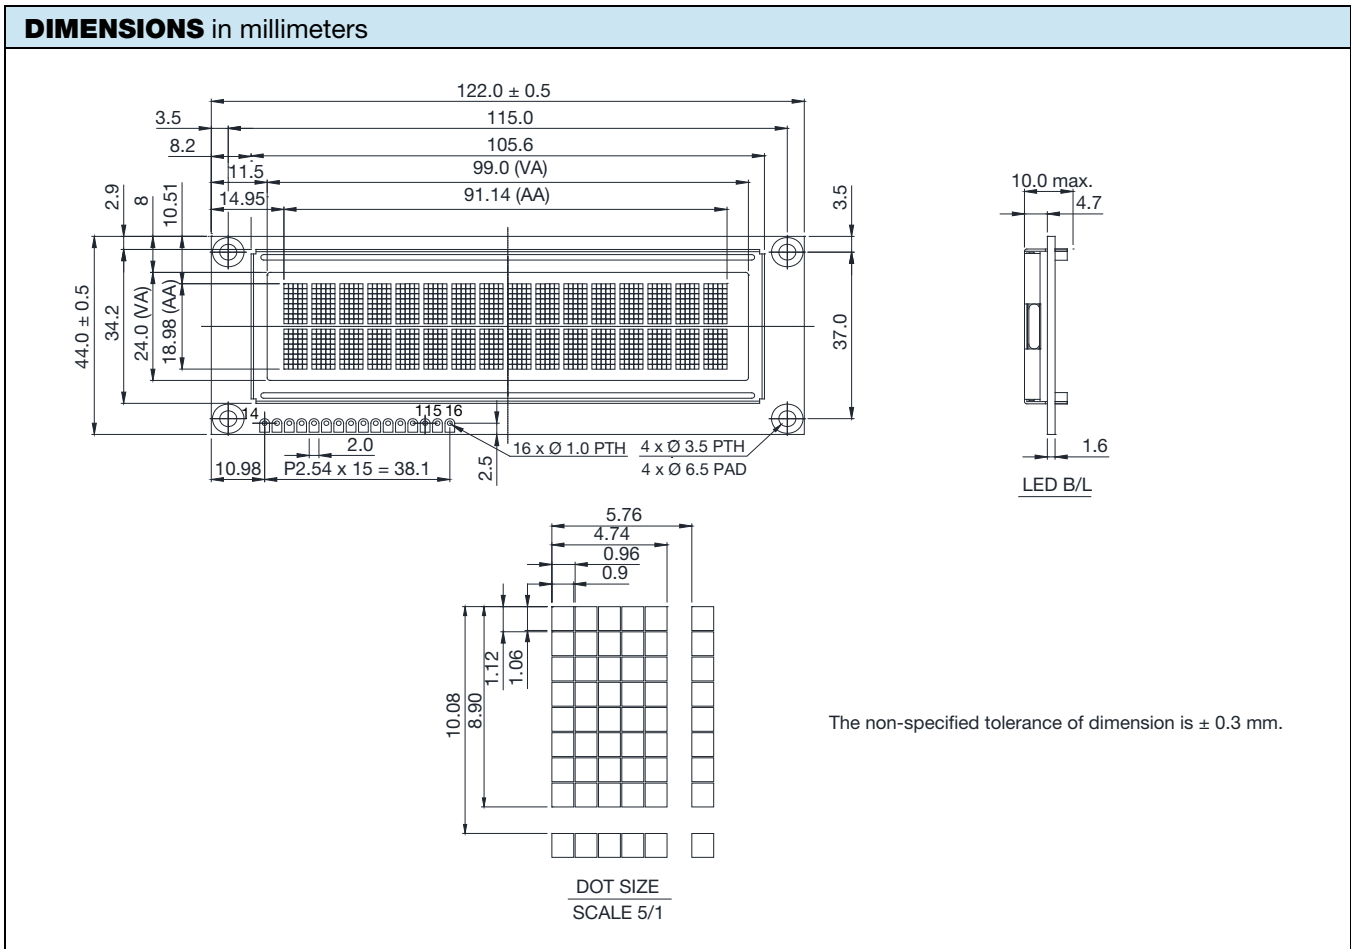 DIMENSIONS in millimeters
122.0 ± 0.5
3.5
115.0
8.2
105.6
11.5
99.0 (VA)
14.95
91.14 (AA)
2.9
8
10.51
3.5
10.0 max.
4.7
44.0 ± 0.5
34.2
24.0 (VA)
18.98 (AA)
37.0
14
115 16
2.0
10.98
P2.54 x 15 = 38.1
2.5
16 x Ø 1.0 PTH
4 x Ø 3.5 PTH
4 x Ø 6.5 PAD
1.6
LED B/L
5.76
4.74
0.96
0.9
1.12
1.06
10.08
8.90
The non-specified tolerance of dimension is ± 0.3 mm.
DOT SIZE
SCALE 5/1